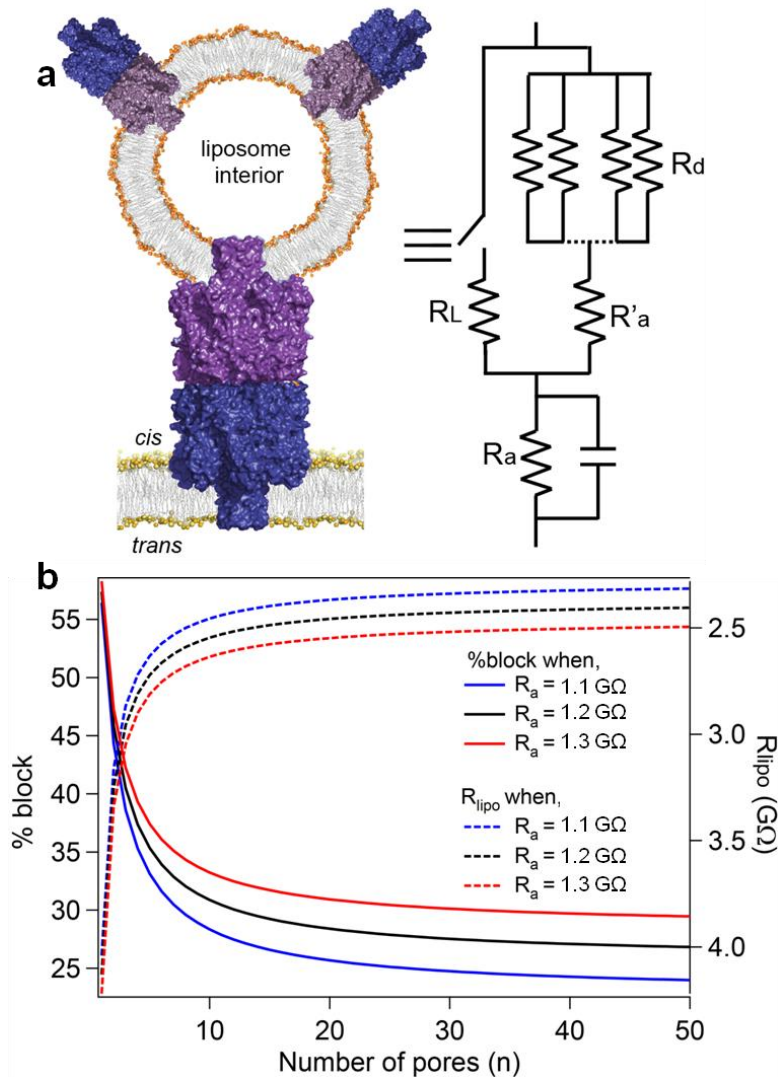 a
liposome
interior
cis
trans
Rd
RL
R'a
Ra
b
% block
55
50
45
40
35
30
25
%block when,
Ra = 1.1 GΩ
Ra = 1.2 GΩ
Ra = 1.3 GΩ
Rlipo when,
Ra = 1.1 GΩ
Ra = 1.2 GΩ
Ra = 1.3 GΩ
2.5
3.0
3.5
4.0
Rlipo (GΩ)
10
20
30
40
50
Number of pores (n)